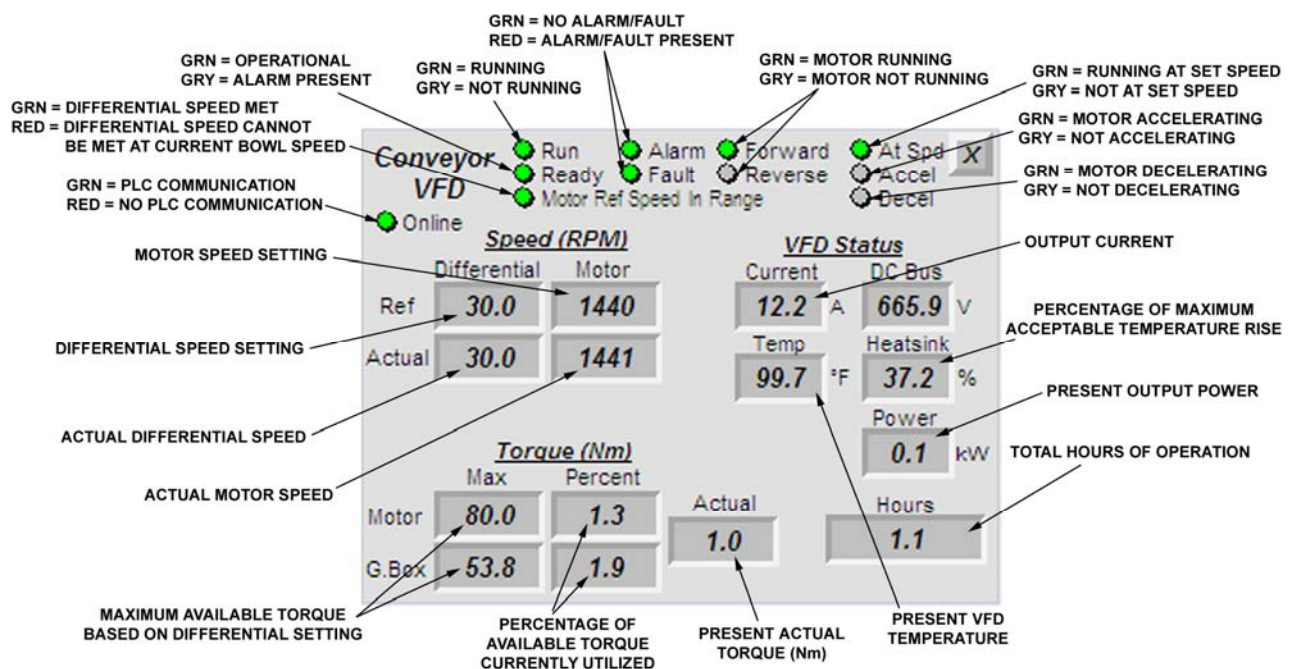 GRN = NO ALARM/FAULT
RED = ALARM/FAULT PRESENT
GRN = OPERATIONAL
GRY = ALARM PRESENT
GRN = RUNNING
GRY = NOT RUNNING
GRN = MOTOR RUNNING
GRY = MOTOR NOT RUNNING
GRN = RUNNING AT SET SPEED
GRY = NOT AT SET SPEED
GRN = DIFFERENTIAL SPEED MET
RED = DIFFERENTIAL SPEED CANNOT
BE MET AT CURRENT BOWL SPEED
GRN = MOTOR ACCELERATING
GRY = NOT ACCELERATING
GRN = MOTOR DECELERATING
GRY = NOT DECELERATING
GRN = PLC COMMUNICATION
RED = NO PLC COMMUNICATION
Conveyor
VFD
Run
Alarm
Forward
At Spd
X
Ready
Fault
Reverse
Accel
Motor Ref Speed In Range
Decel
Online
MOTOR SPEED SETTING
Speed (RPM)
VFD Status
OUTPUT CURRENT
Differential
Motor
Current
DC Bus
Ref
30.0
1440
12.2 A
665.9 V
PERCENTAGE OF MAXIMUM
ACCEPTABLE TEMPERATURE RISE
DIFFERENTIAL SPEED SETTING
Temp
Heatsink
Actual
30.0
1441
99.7 °F
37.2 %
PRESENT OUTPUT POWER
Power
0.1 kW
ACTUAL DIFFERENTIAL SPEED
TOTAL HOURS OF OPERATION
Torque (Nm)
ACTUAL MOTOR SPEED
Max
Percent
Actual
Hours
Motor
80.0
1.3
1.0
1.1
G.Box
53.8
1.9
MAXIMUM AVAILABLE TORQUE
BASED ON DIFFERENTIAL SETTING
PERCENTAGE OF
AVAILABLE TORQUE
CURRENTLY UTILIZED
PRESENT ACTUAL
TORQUE (Nm)
PRESENT VFD
TEMPERATURE